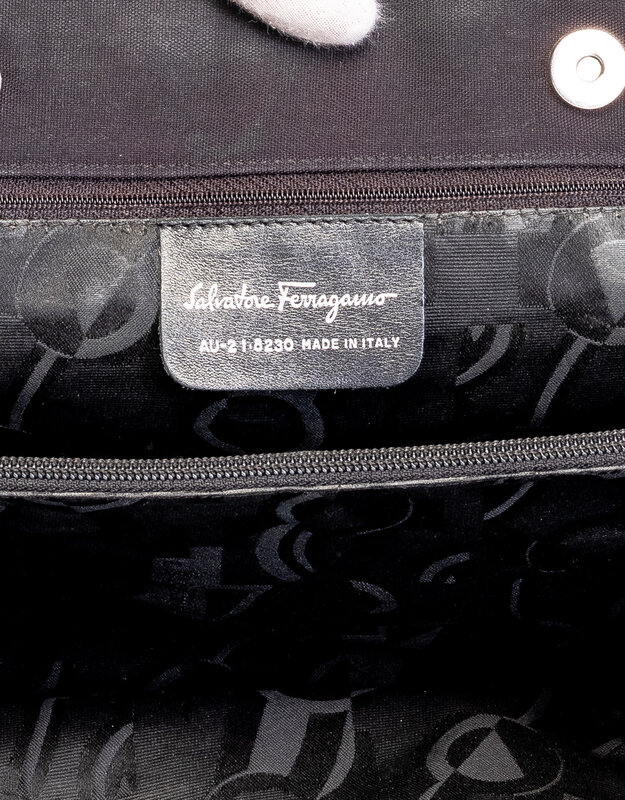 Salvatore Ferragamo
AU-21 8230 MADE IN ITALY